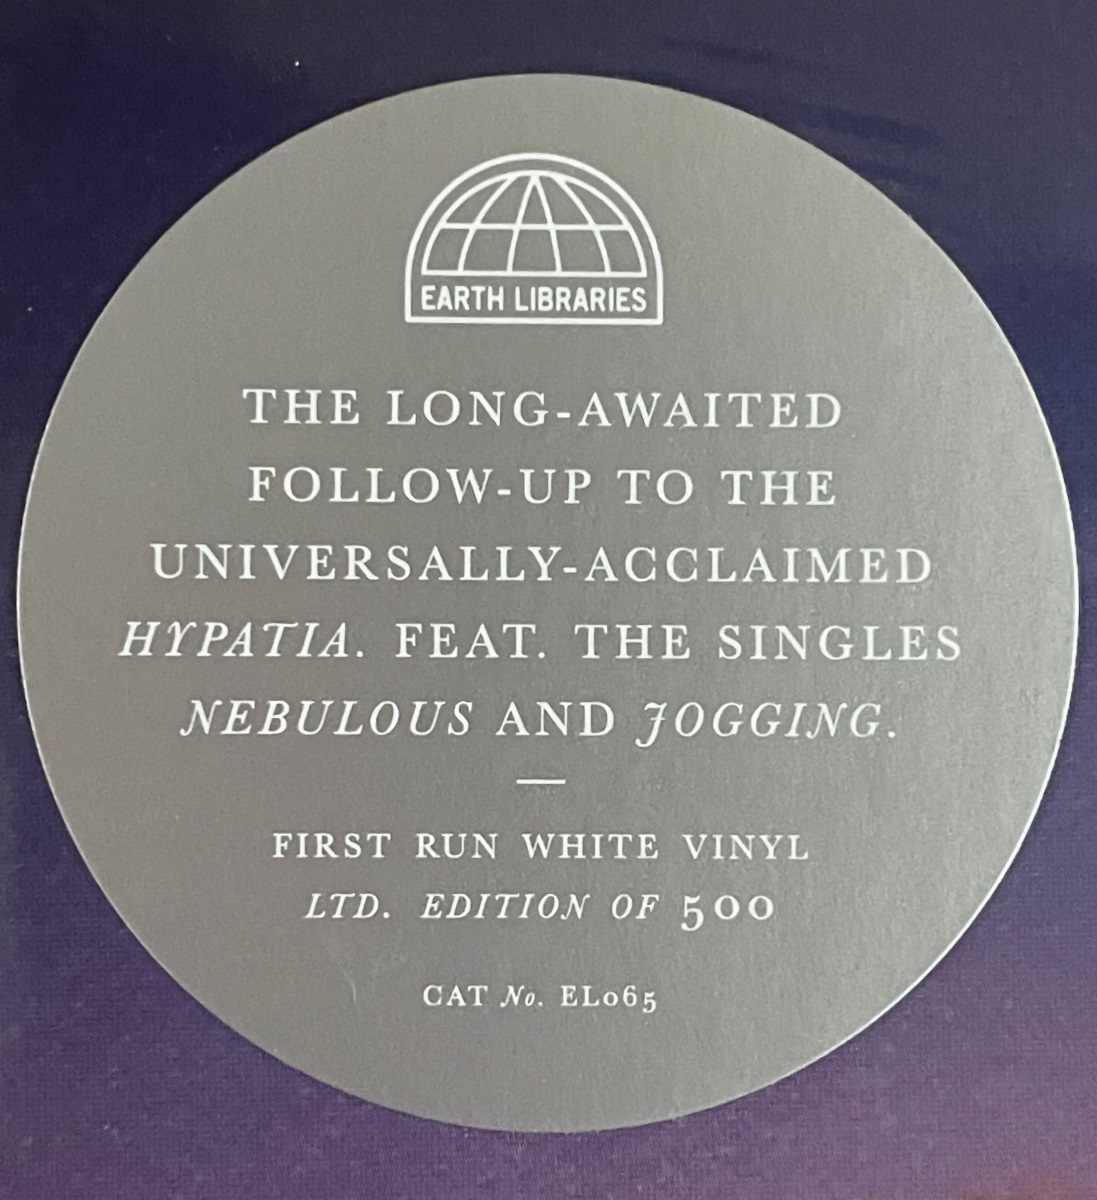 EARTH LIBRARIES
THE LONG-AWAITED
FOLLOW-UP TO THE
UNIVERSALLY-ACCLAIMED
HYPATIA. FEAT. THE SINGLES
NEBULOUS AND JOGGING.
—
FIRST RUN WHITE VINYL
LTD. EDITION OF 500
CAT No. EL065